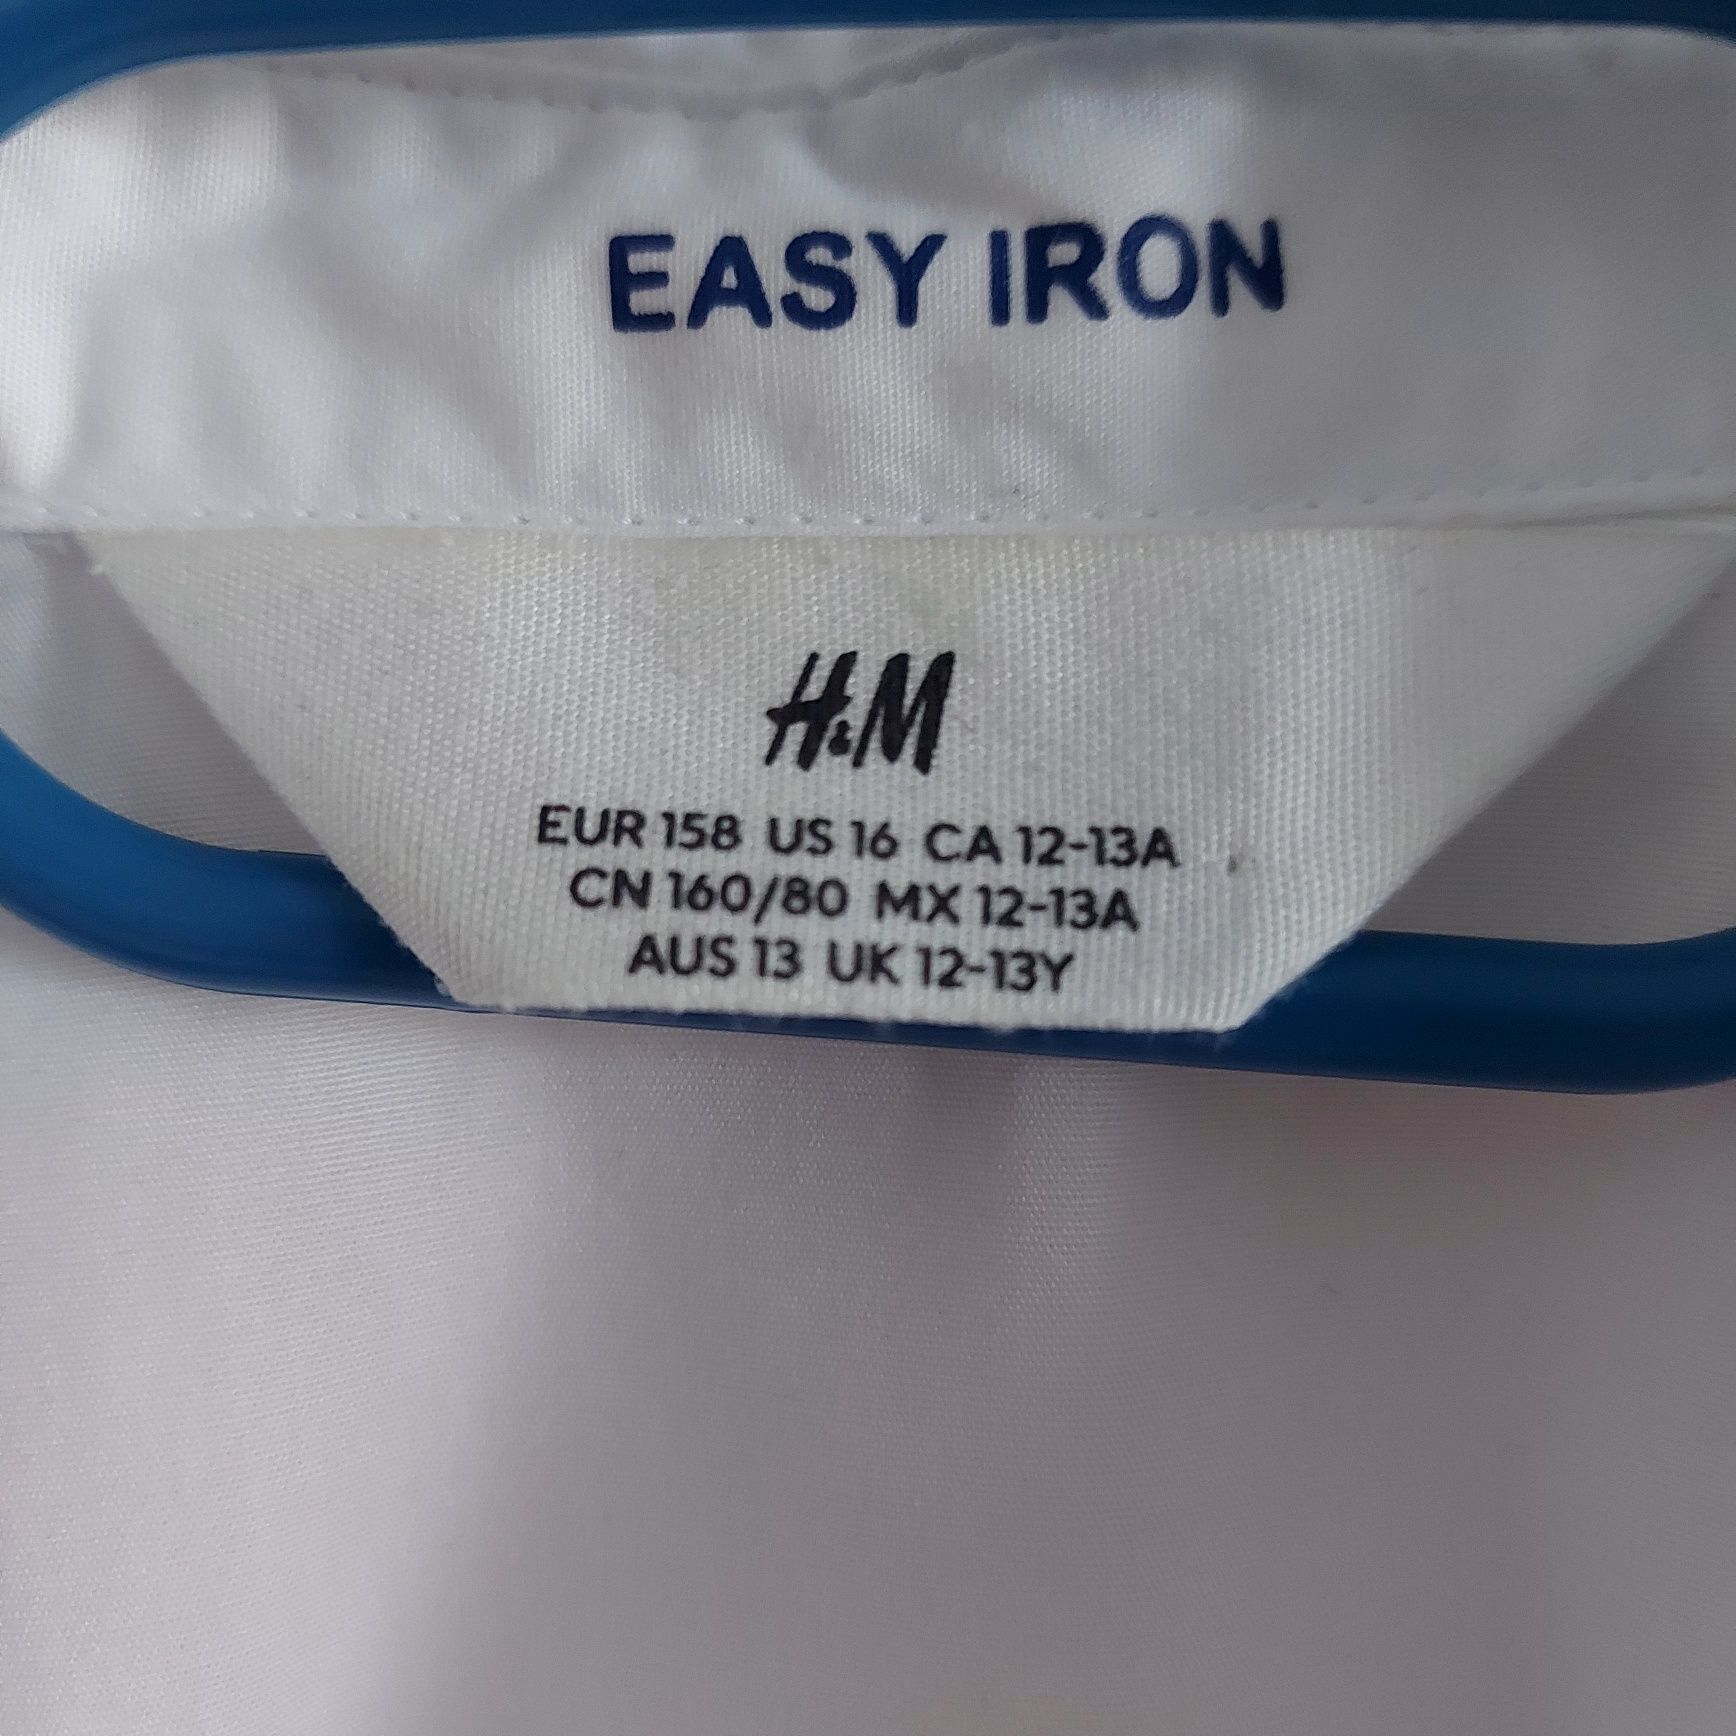 EASY IRON
H&M
EUR 158 US 16 CA 12-13A
CN 160/80 MX 12-13A
AUS 13 UK 12-13Y